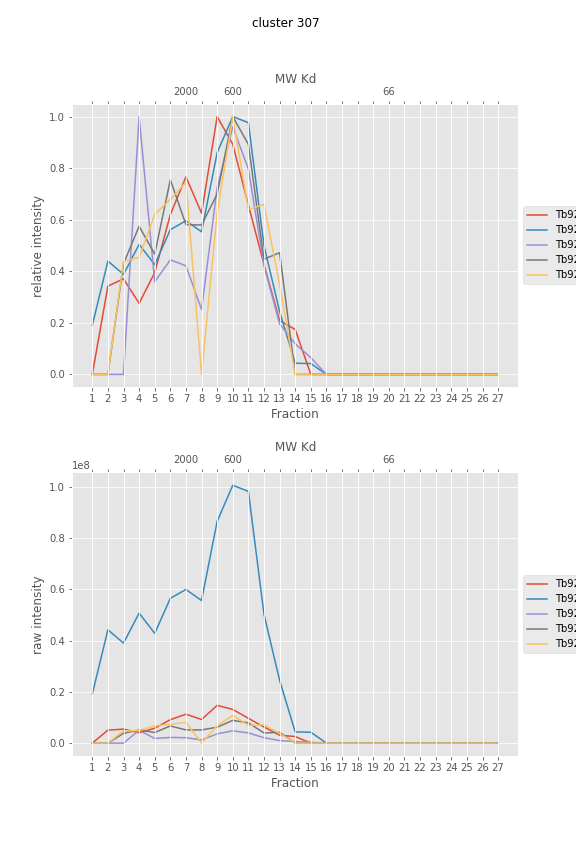 cluster 307
MW Kd
2000 600 66
1.0
0.8
0.6
0.4
0.2
0.0
relative intensity
Tb92
Tb92
Tb92
Tb92
Tb92
1 2 3 4 5 6 7 8 9 10 11 12 13 14 15 16 17 18 19 20 21 22 23 24 25 26 27
Fraction
MW Kd
2000 600 66
1e8
1.0
0.8
0.6
0.4
0.2
0.0
raw intensity
Tb92
Tb92
Tb92
Tb92
Tb92
1 2 3 4 5 6 7 8 9 10 11 12 13 14 15 16 17 18 19 20 21 22 23 24 25 26 27
Fraction